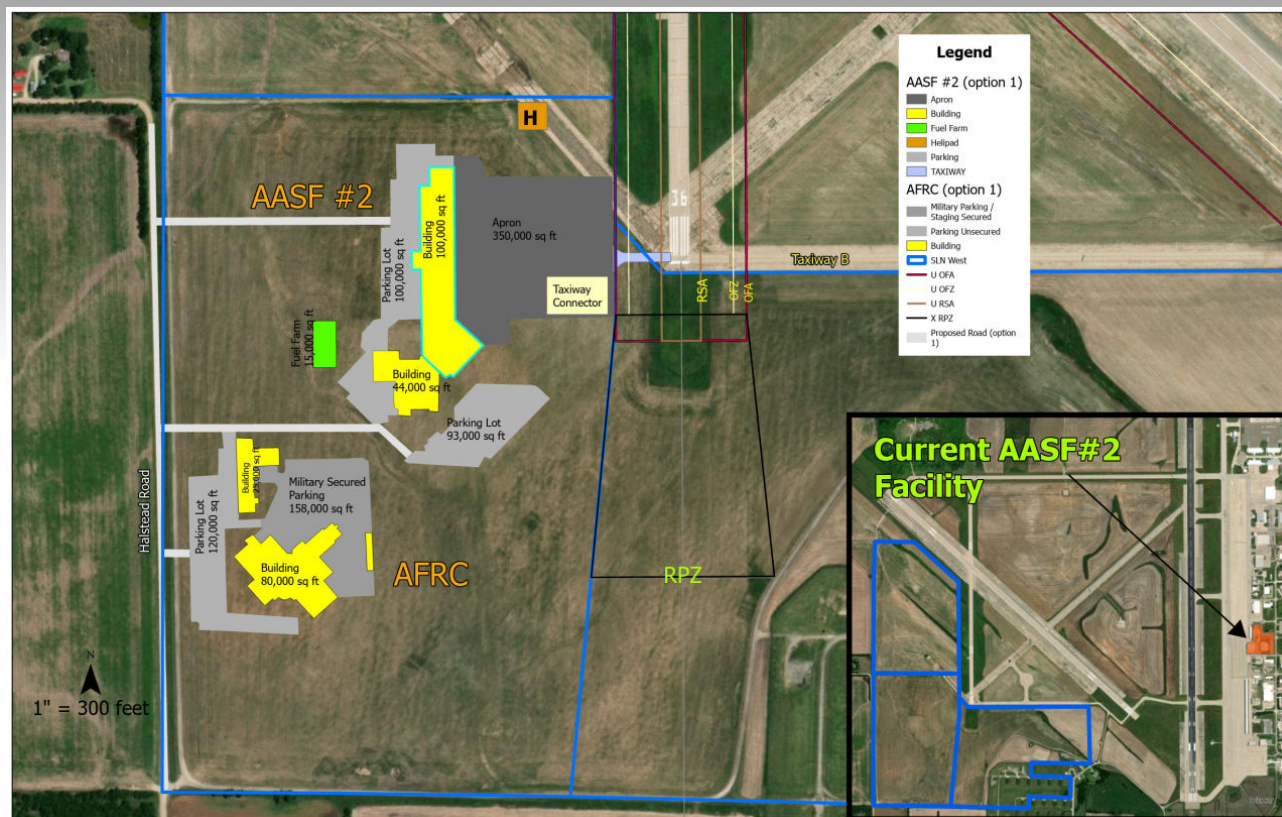 H
AASF #2
Building
100,000 sq ft
Apron
350,000 sq ft
Parking Lot
100,000 sq ft
Fuel Farm
15,000 sq ft
Building
44,000 sq ft
Parking Lot
93,000 sq ft
Taxiway
Connector
36
Taxiway B
RSA
OFZ
OFA
RPZ
Halstead Road
Building
25,000 sq ft
Military Secured
Parking
158,000 sq ft
Parking Lot
120,000 sq ft
Building
80,000 sq ft
AFRC
N
1" = 300 feet
Legend
AASF #2 (option 1)
Apron
Building
Fuel Farm
Helipad
Parking
TAXIWAY
AFRC (option 1)
Military Parking /
Staging Secured
Parking Unsecured
Building
SLN West
U OFA
U OFZ
U RSA
X RPZ
Proposed Road (option
1)
Current AASF#2
Facility